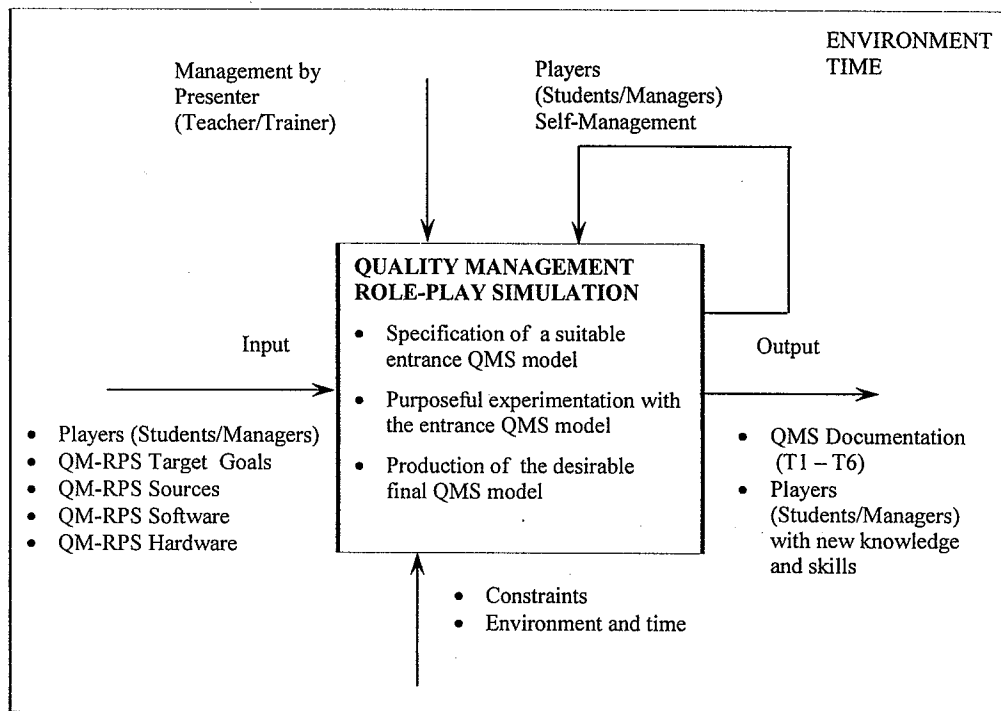 ENVIRONMENT
TIME
Management by
Presenter
(Teacher/Trainer)
Players
(Students/Managers)
Self-Management
QUALITY MANAGEMENT
ROLE-PLAY SIMULATION
• Specification of a suitable
entrance QMS model
• Purposeful experimentation with
the entrance QMS model
• Production of the desirable
final QMS model
Input
• Players (Students/Managers)
• QM-RPS Target Goals
• QM-RPS Sources
• QM-RPS Software
• QM-RPS Hardware
Output
• QMS Documentation
(T1 – T6)
• Players
(Students/Managers)
with new knowledge
and skills
• Constraints
• Environment and time